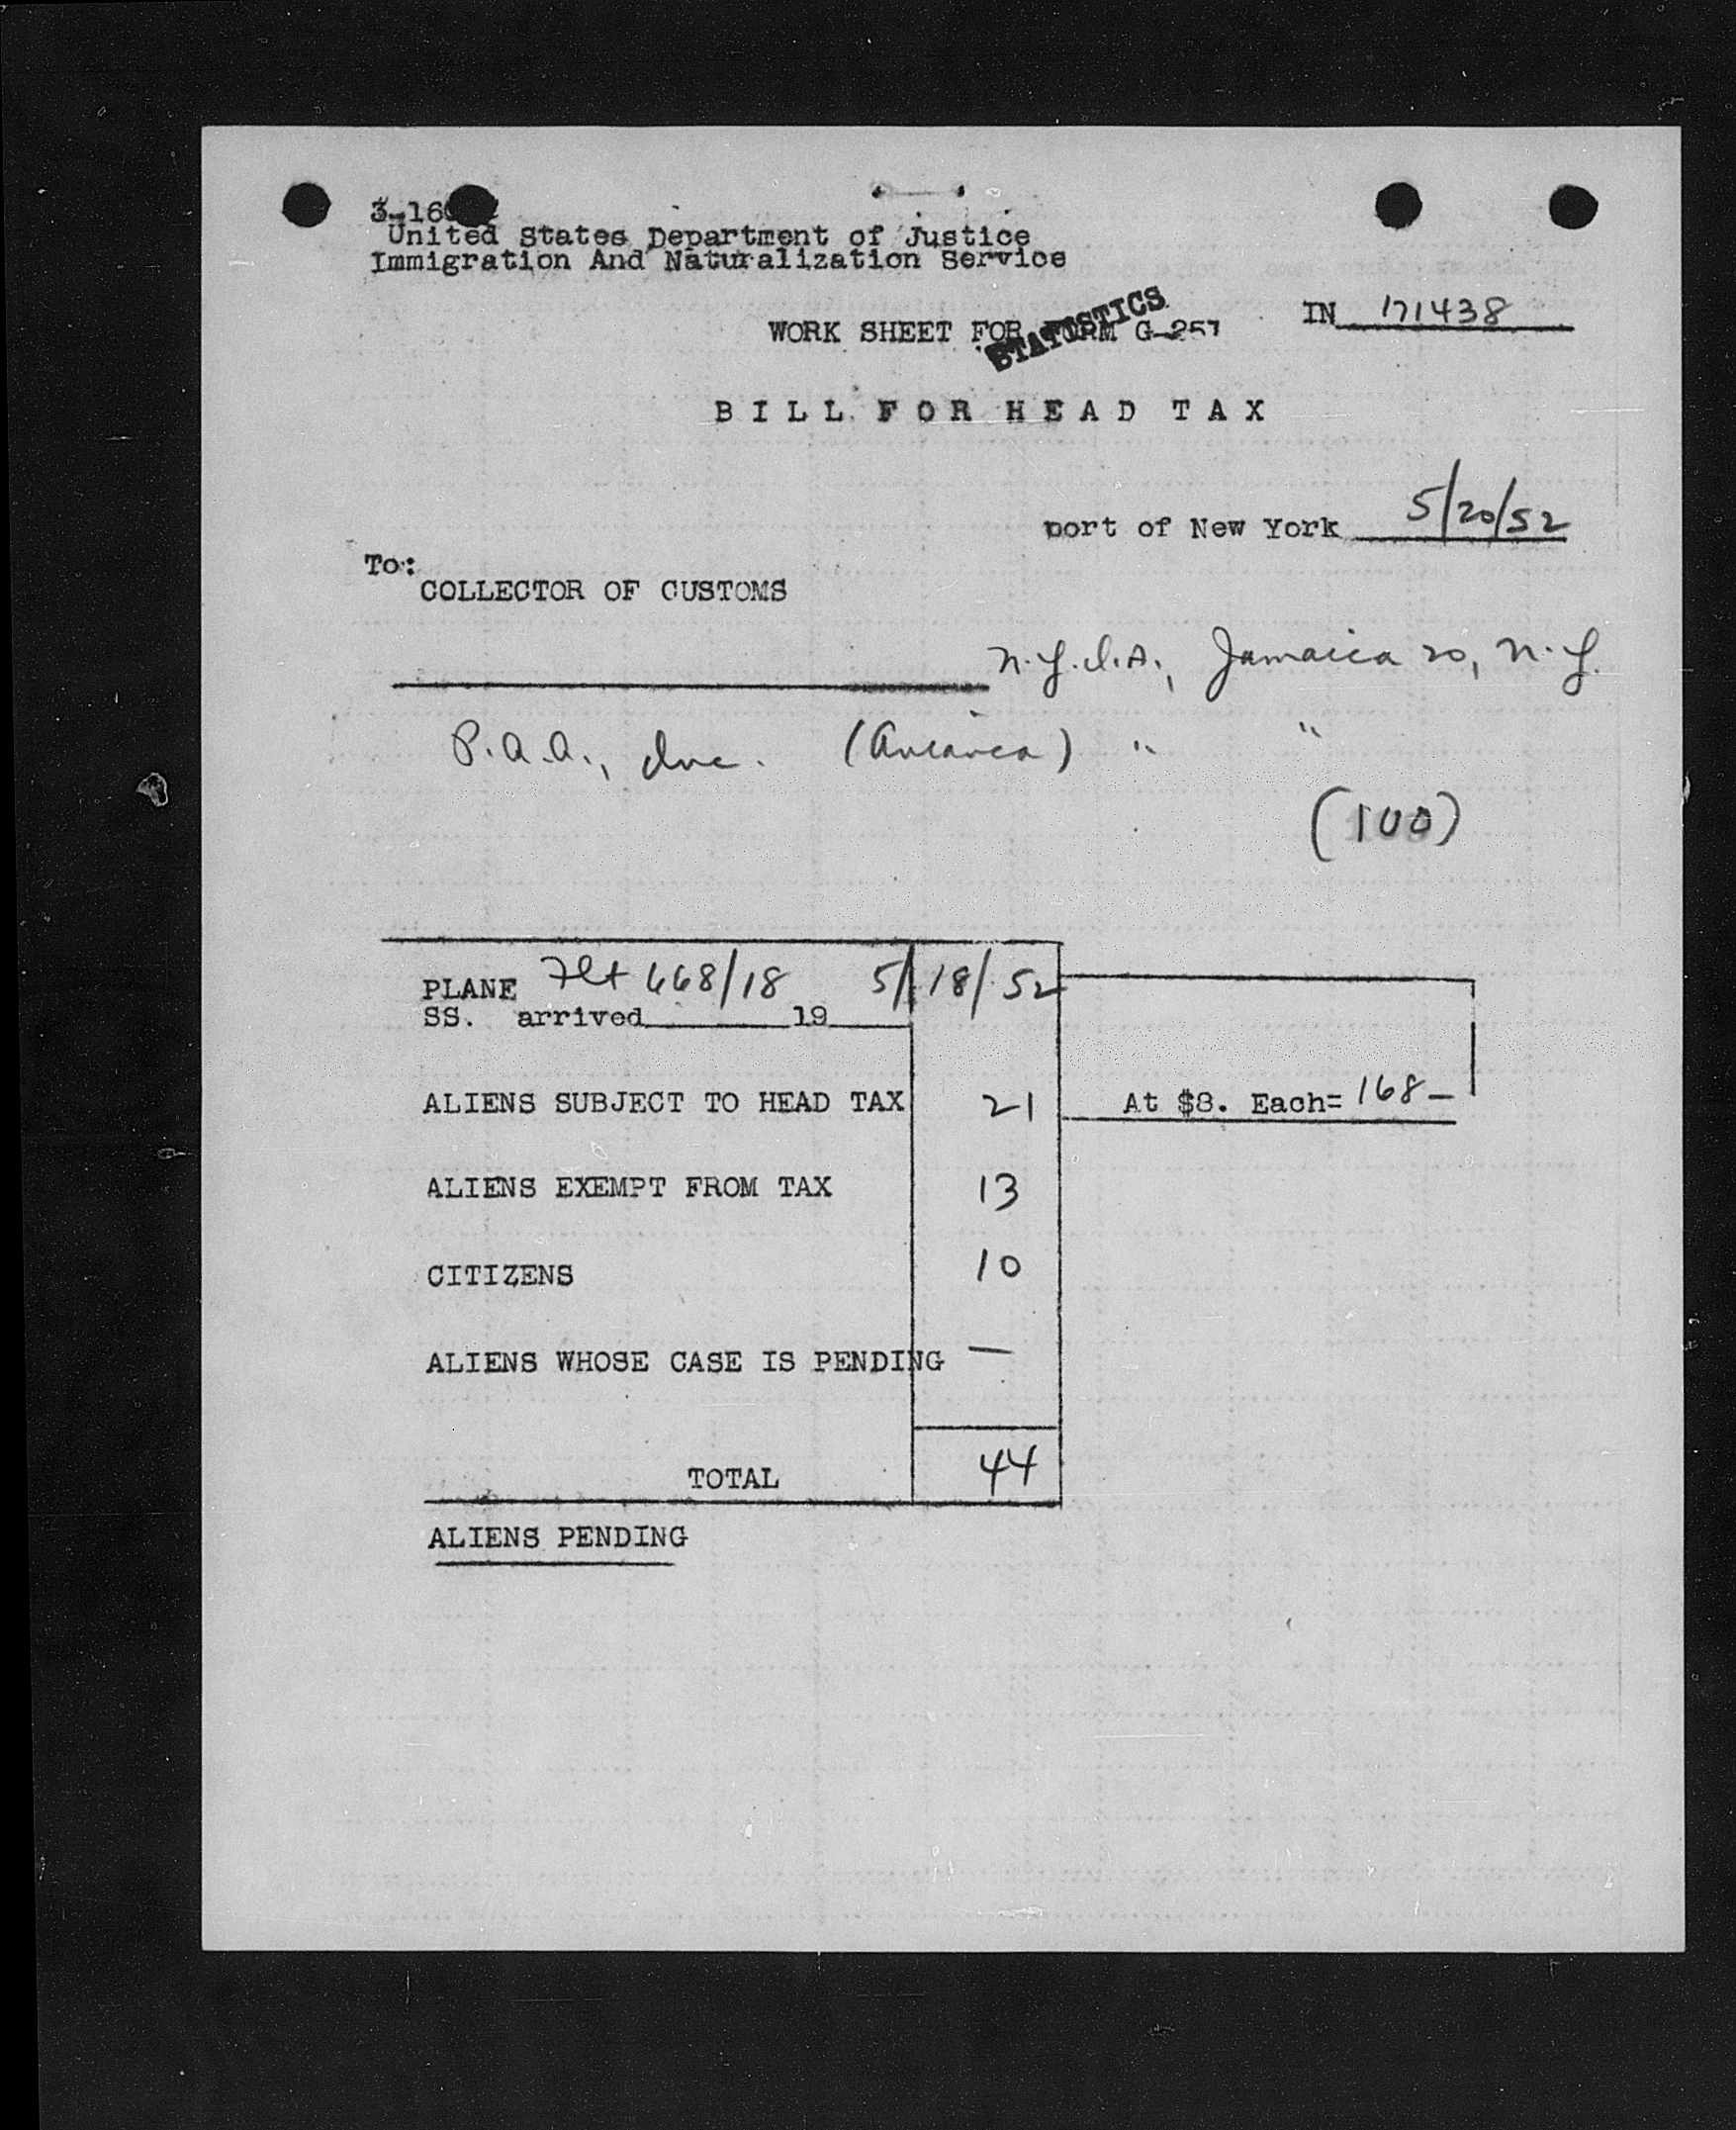 United States Department of Justice
Immigration And Naturalization Service
STATISTICS
WORK SHEET FOR FORM G-257
IN 171438
BILL FOR HEAD TAX
port of New York 5/20/52
To:
COLLECTOR OF CUSTOMS
N.Y.I.A., Jamaica 20, N.Y.
P.A.A., Inc. (Avianca) " "
(100)
PLANE Flt 668/18 5/18/52
SS. arrived 19
ALIENS SUBJECT TO HEAD TAX 21 At $8. Each= 168-
ALIENS EXEMPT FROM TAX 13
CITIZENS 10
ALIENS WHOSE CASE IS PENDING —
TOTAL 44
ALIENS PENDING